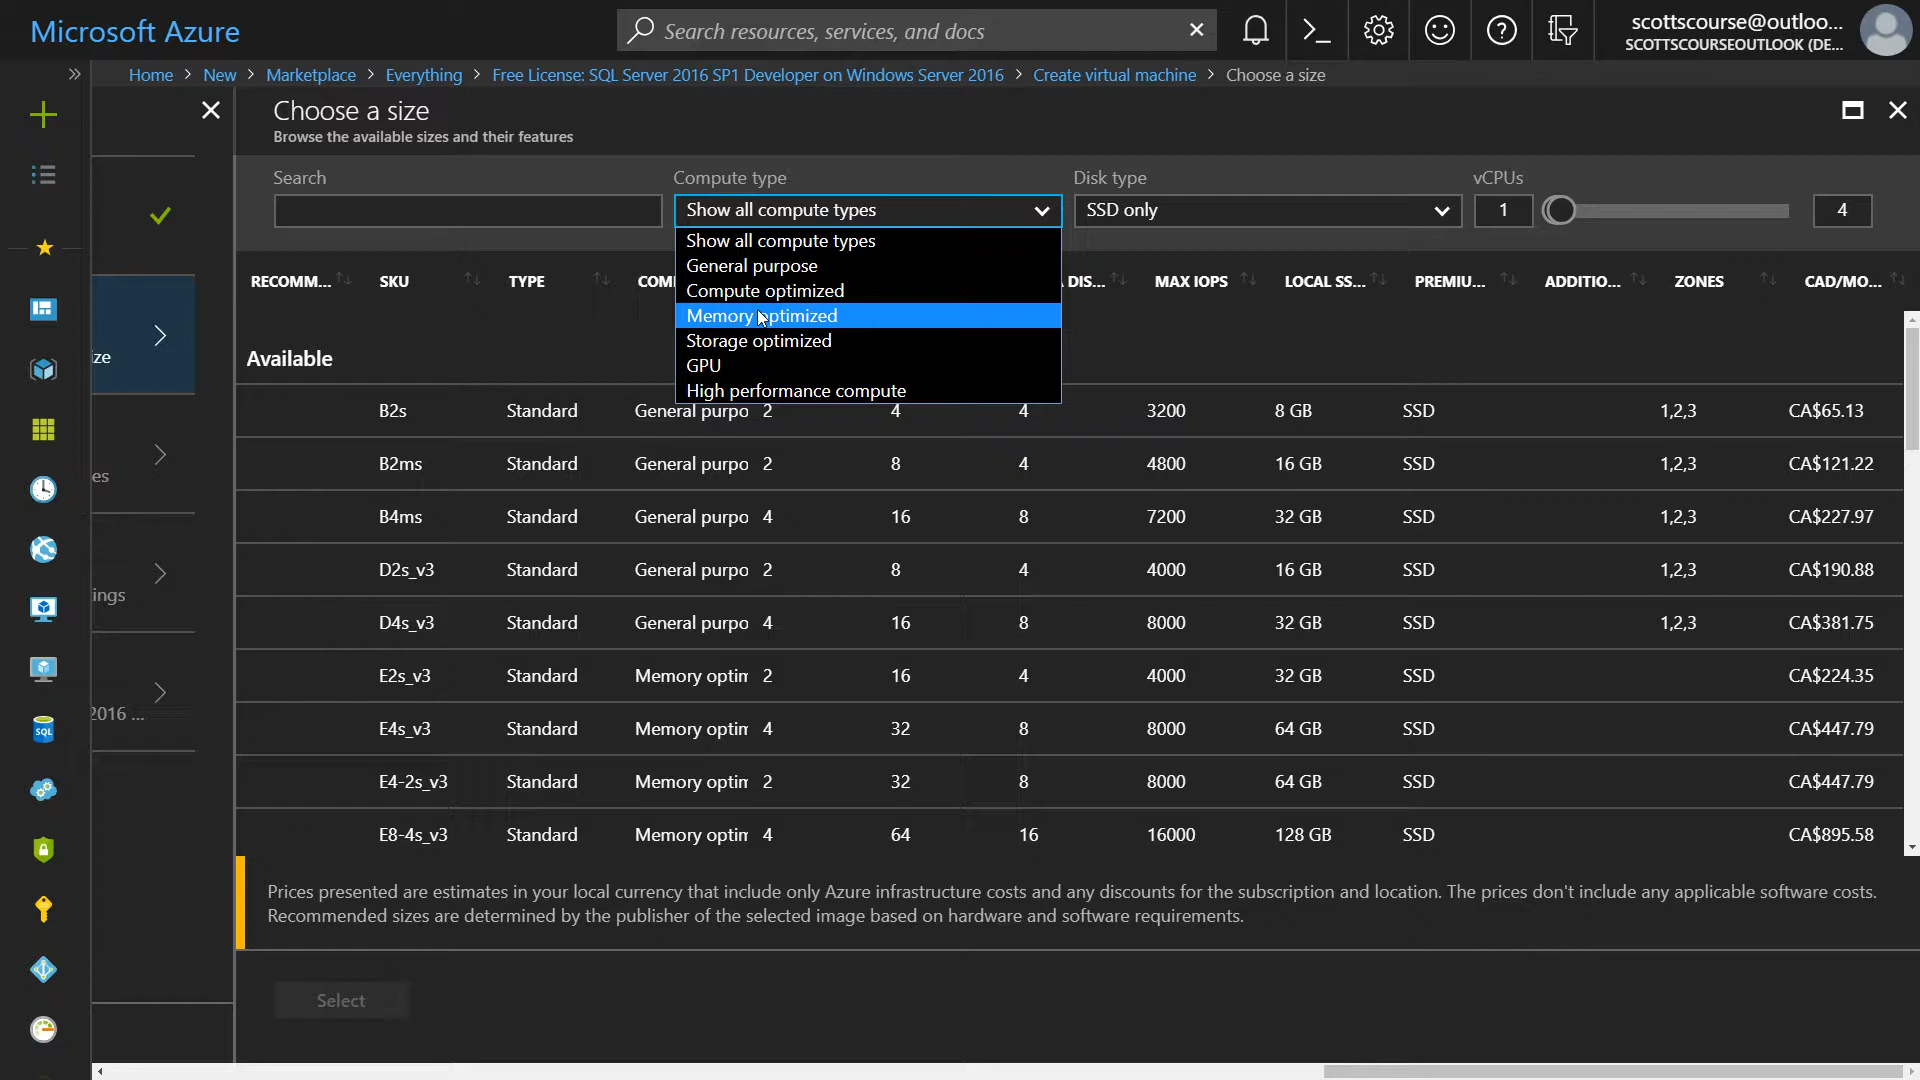 Microsoft Azure
Search resources, services, and docs
scottscourse@outloo...
SCOTTSCOURSEOUTLOOK (DE...
Home > New > Marketplace > Everything > Free License: SQL Server 2016 SP1 Developer on Windows Server 2016 > Create virtual machine > Choose a size
Choose a size
Browse the available sizes and their features
Search
Compute type
Disk type
vCPUs
Show all compute types
SSD only
1
4
Show all compute types
General purpose
Compute optimized
Memory optimized
Storage optimized
GPU
High performance compute
RECOMM... SKU TYPE COM DIS... MAX IOPS LOCAL SS... PREMIU... ADDITIO... ZONES CAD/MO...
Available
B2s Standard General purpo 2 4 4 3200 8 GB SSD 1,2,3 CA$65.13
B2ms Standard General purpo 2 8 4 4800 16 GB SSD 1,2,3 CA$121.22
B4ms Standard General purpo 4 16 8 7200 32 GB SSD 1,2,3 CA$227.97
D2s_v3 Standard General purpo 2 8 4 4000 16 GB SSD 1,2,3 CA$190.88
D4s_v3 Standard General purpo 4 16 8 8000 32 GB SSD 1,2,3 CA$381.75
E2s_v3 Standard Memory optim 2 16 4 4000 32 GB SSD CA$224.35
E4s_v3 Standard Memory optim 4 32 8 8000 64 GB SSD CA$447.79
E4-2s_v3 Standard Memory optim 2 32 8 8000 64 GB SSD CA$447.79
E8-4s_v3 Standard Memory optim 4 64 16 16000 128 GB SSD CA$895.58
ze
es
ings
2016 ...
SQL
Prices presented are estimates in your local currency that include only Azure infrastructure costs and any discounts for the subscription and location. The prices don't include any applicable software costs.
Recommended sizes are determined by the publisher of the selected image based on hardware and software requirements.
Select